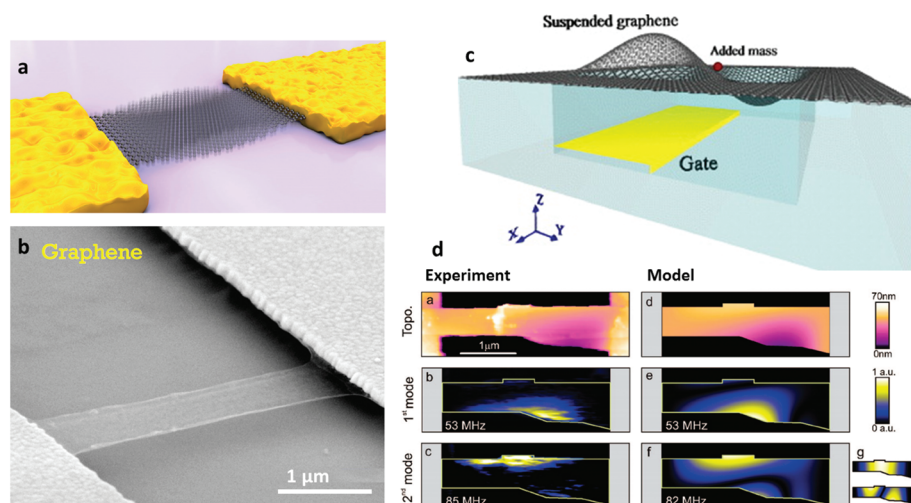 a
b
Graphene
1 µm
c
Suspended graphene
Added mass
Gate
Z
X
Y
d
Experiment
Model
Topo.
a
1µm
d
70nm
0nm
1st mode
b
53 MHz
e
53 MHz
1 a.u.
0 a.u.
2nd mode
c
85 MHz
f
82 MHz
g